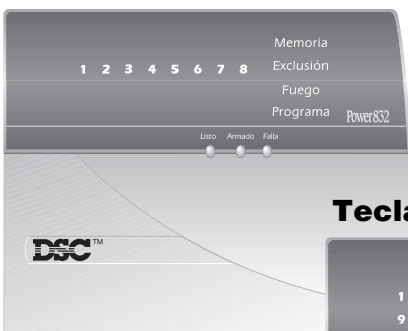 Memoria
1 2 3 4 5 6 7 8 Exclusión
Fuego
Programa Power832
Listo Armado Falla
Tecla
DSC™
1
9